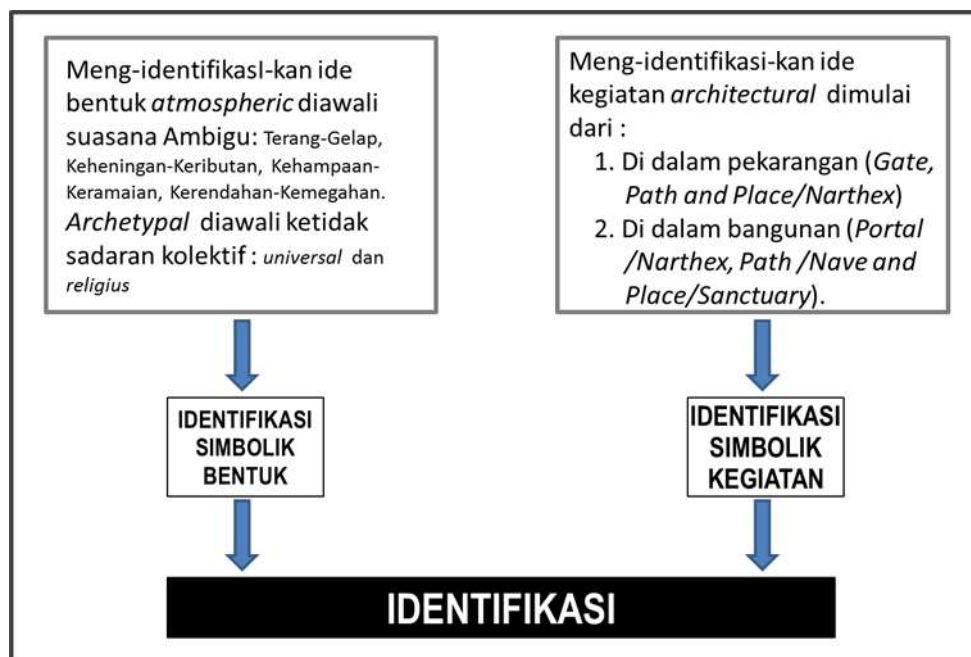 Meng-identifikasI-kan ide
bentuk atmospheric diawali
suasana Ambigu: Terang-Gelap,
Keheningan-Keributan, Kehampaan-
Keramaian, Kerendahan-Kemegahan.
Archetypal diawali ketidak
sadaran kolektif : universal dan
religius
Meng-identifikasi-kan ide
kegiatan architectural dimulai
dari :
1. Di dalam pekarangan (Gate,
Path and Place/Narthex)
2. Di dalam bangunan (Portal
/Narthex, Path /Nave and
Place/Sanctuary).
IDENTIFIKASI
SIMBOLIK
BENTUK
IDENTIFIKASI
SIMBOLIK
KEGIATAN
IDENTIFIKASI